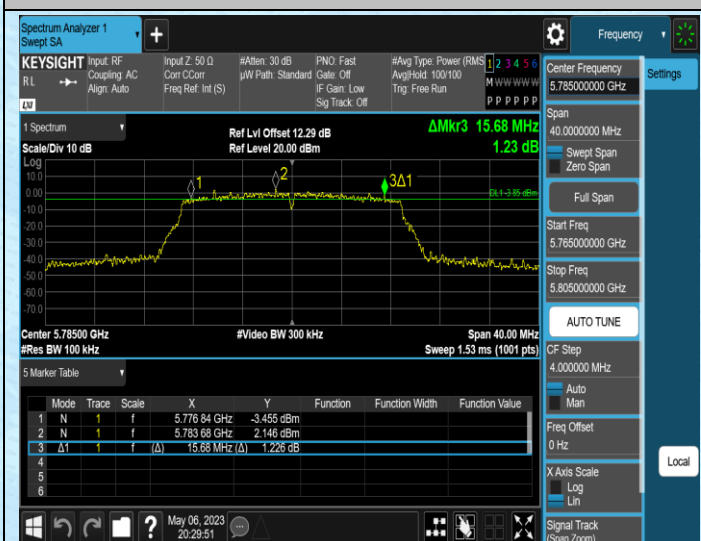 Spectrum Analyzer 1
Swept SA
+
Frequency
KEYSIGHT
RL
LXI
Input: RF
Coupling: AC
Align: Auto
Input Z: 50 Ω
Corr CCorr
Freq Ref: Int (S)
#Atten: 30 dB
µW Path: Standard
PNO: Fast
Gate: Off
IF Gain: Low
Sig Track: Off
#Avg Type: Power (RMS
Avg|Hold: 100/100
Trig: Free Run
1 2 3 4 5 6
M W W W W W
P P P P P P
1 Spectrum
Scale/Div 10 dB
Ref Lvl Offset 12.29 dB
Ref Level 20.00 dBm
ΔMkr3 15.68 MHz
1.23 dB
Log
10.0
0.00
-10.0
-20.0
-30.0
-40.0
-50.0
-60.0
-70.0
1
2
3Δ1
DL1 -3.85 dBm
Center 5.78500 GHz
#Video BW 300 kHz
Span 40.00 MHz
#Res BW 100 kHz
Sweep 1.53 ms (1001 pts)
5 Marker Table
Mode Trace Scale X Y Function Function Width Function Value
1 N 1 f 5.776 84 GHz -3.455 dBm
2 N 1 f 5.783 68 GHz 2.146 dBm
3 Δ1 1 f (Δ) 15.68 MHz (Δ) 1.226 dB
4
5
6
?
May 06, 2023
20:29:51
Center Frequency
5.785000000 GHz
Settings
Span
40.0000000 MHz
Swept Span
Zero Span
Full Span
Start Freq
5.765000000 GHz
Stop Freq
5.805000000 GHz
AUTO TUNE
CF Step
4.000000 MHz
Auto
Man
Freq Offset
0 Hz
X Axis Scale
Log
Lin
Local
Signal Track
(Span Zoom)